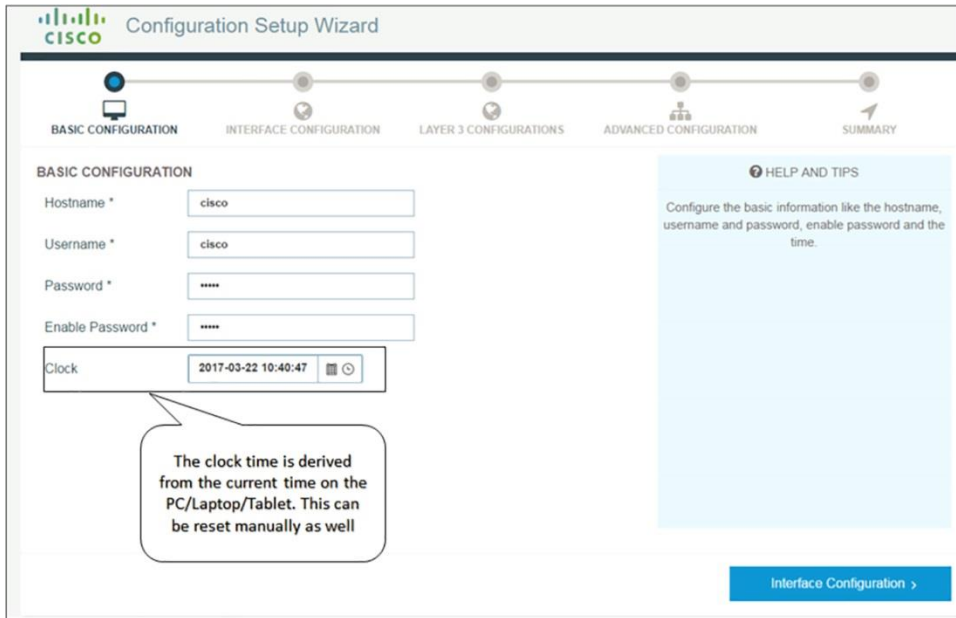 CISCO
Configuration Setup Wizard
BASIC CONFIGURATION
INTERFACE CONFIGURATION
LAYER 3 CONFIGURATIONS
ADVANCED CONFIGURATION
SUMMARY
BASIC CONFIGURATION
Hostname *
cisco
Username *
cisco
Password *
•••••
Enable Password *
•••••
Clock
2017-03-22 10:40:47
The clock time is derived
from the current time on the
PC/Laptop/Tablet. This can
be reset manually as well
HELP AND TIPS
Configure the basic information like the hostname,
username and password, enable password and the
time.
Interface Configuration >